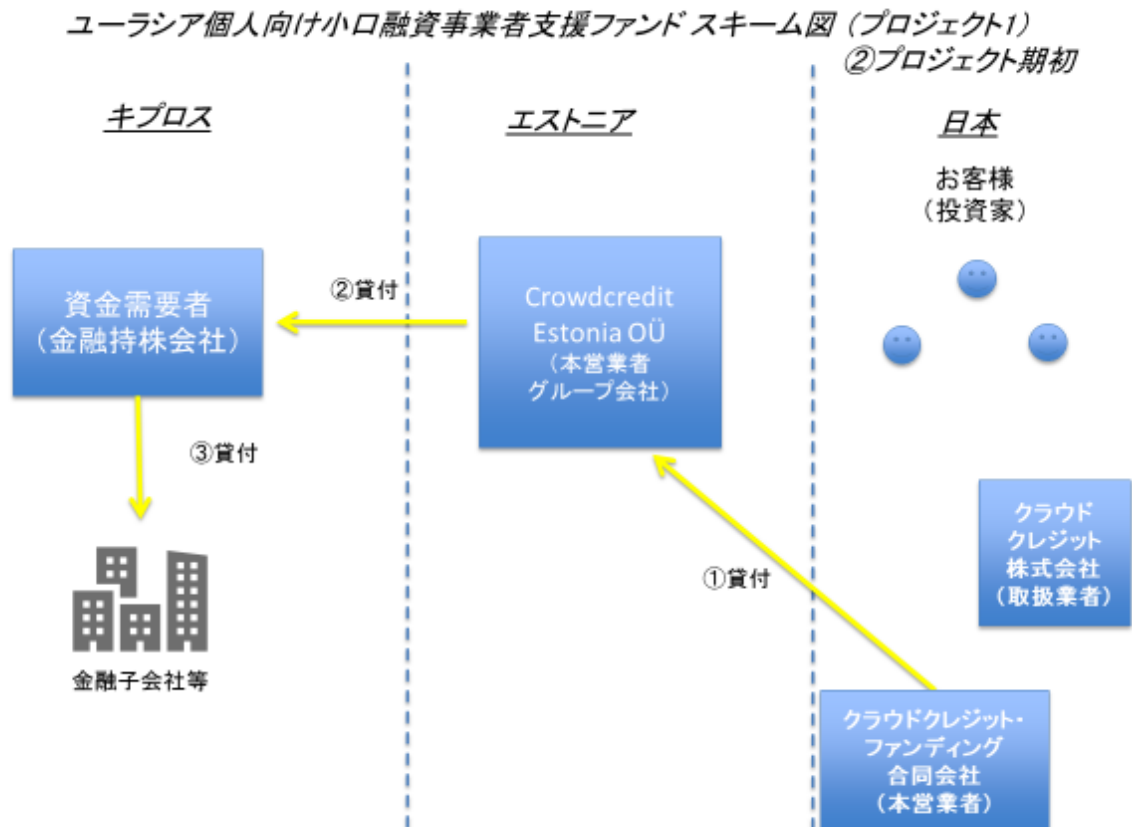 ユーラシア個人向け小口融資事業者支援ファンド スキーム図（プロジェクト1）
②プロジェクト期初
キプロス
エストニア
日本
お客様
（投資家）
資金需要者
（金融持株会社）
②貸付
Crowdcredit
Estonia OÜ
（本営業者
グループ会社）
③貸付
金融子会社等
①貸付
クラウド
クレジット
株式会社
（取扱業者）
クラウドクレジット・
ファンディング
合同会社
（本営業者）